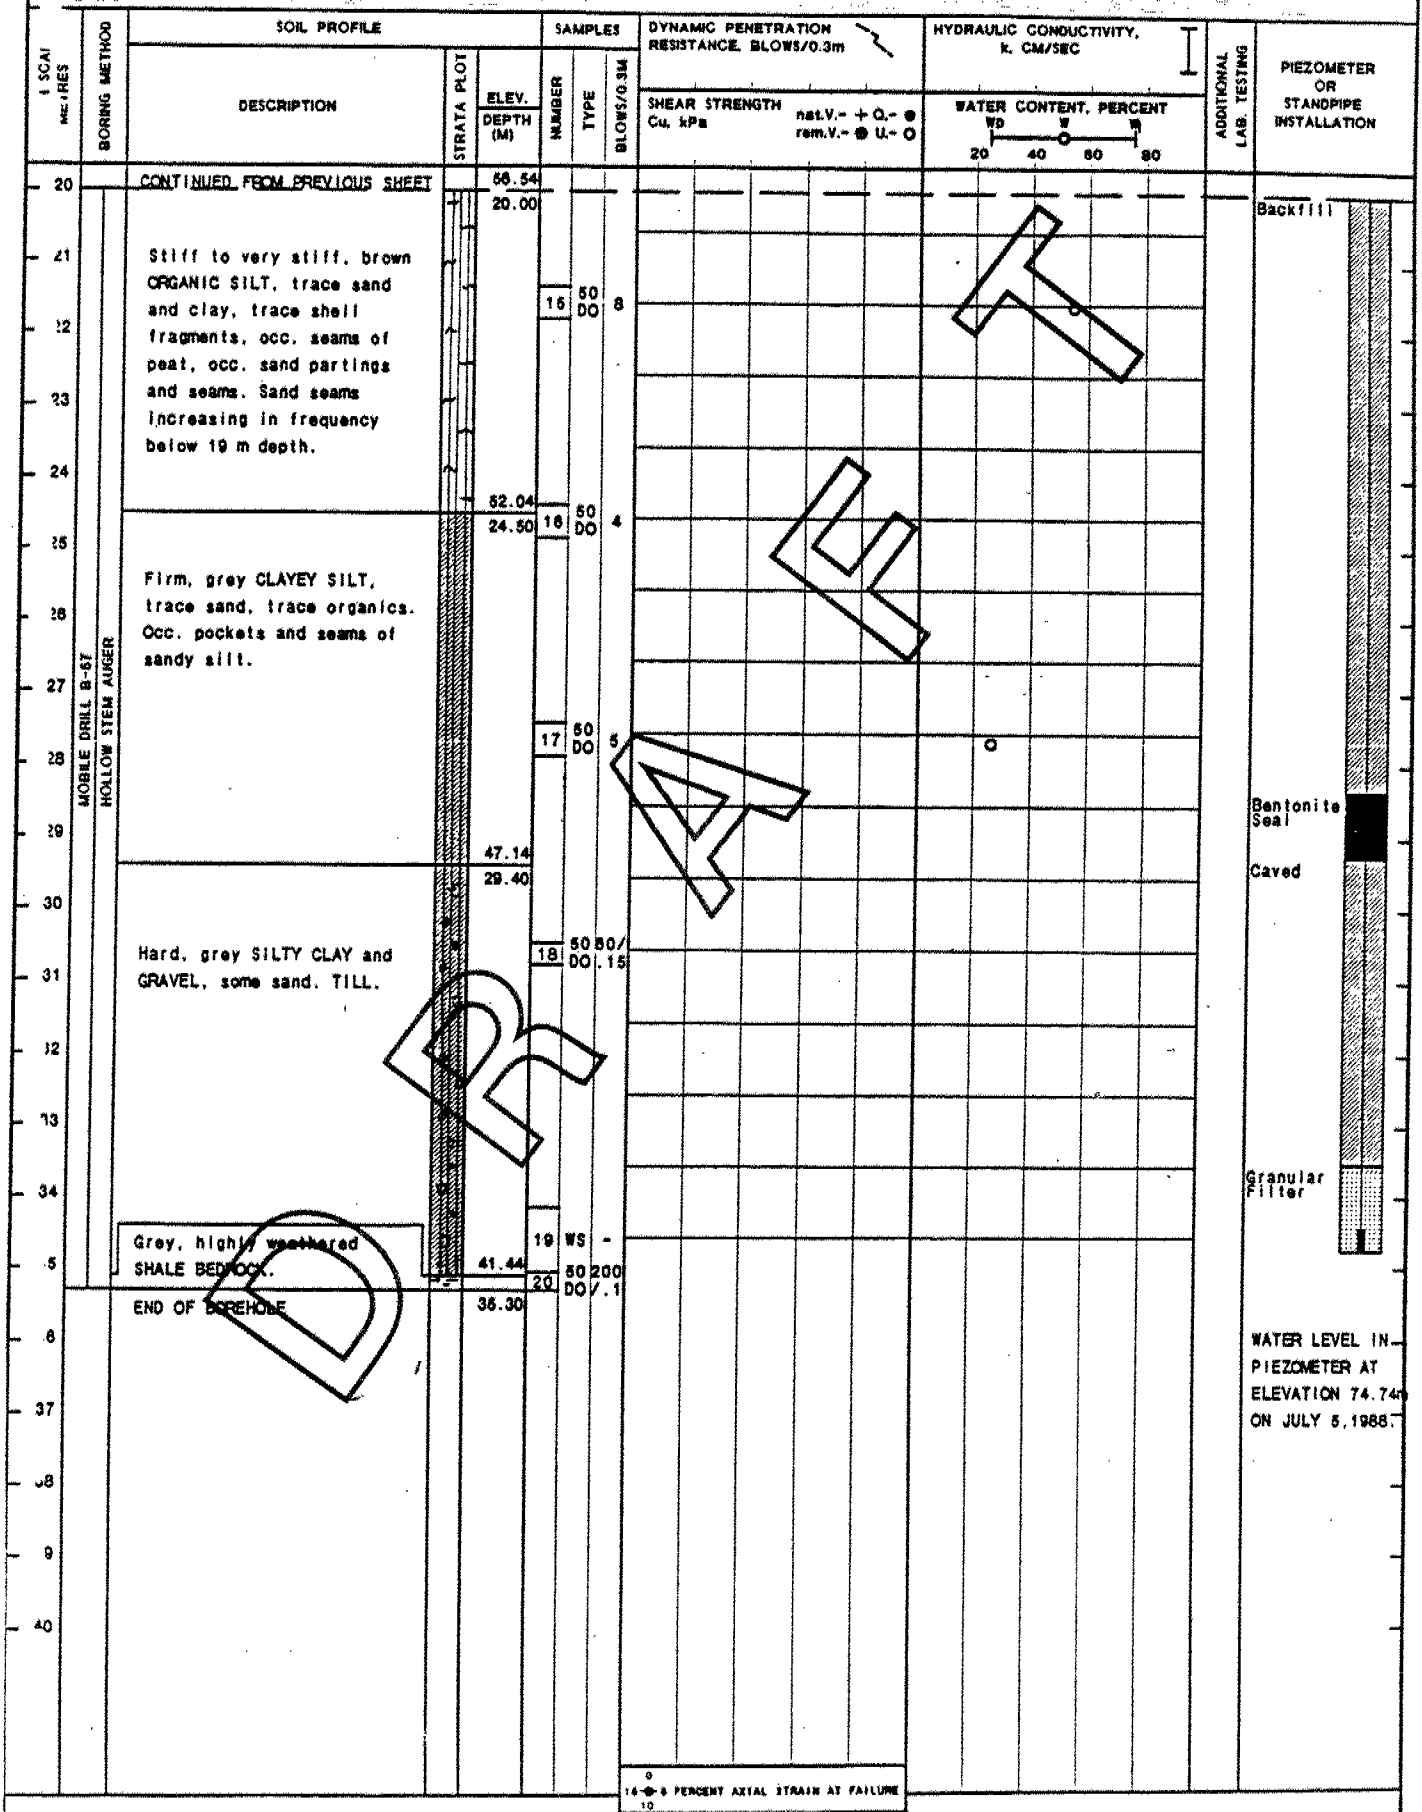 SOIL PROFILE
SAMPLES
DYNAMIC PENETRATION
RESISTANCE, BLOWS/0.3m
HYDRAULIC CONDUCTIVITY,
k, CM/SEC
BORING METHOD
DESCRIPTION
STRATA PLOT
ELEV.
DEPTH
(M)
NUMBER
TYPE
BLOWS/0.3M
SHEAR STRENGTH
Cu, kPa
nat.V.- + Q.- ●
rem.V.- ● U.- O
WATER CONTENT, PERCENT
Wp W Wl
20 40 60 80
ADDITIONAL
LAB. TESTING
PIEZOMETER
OR
STANDPIPE
INSTALLATION
20
CONTINUED FROM PREVIOUS SHEET
56.54
20.00
Backfill
21
Stiff to very stiff, brown
ORGANIC SILT, trace sand
and clay, trace shell
fragments, occ. seams of
peat, occ. sand partings
and seams. Sand seams
increasing in frequency
below 19 m depth.
15 50 DO 8
24
52.04
24.50
16 50 DO 4
Firm, grey CLAYEY SILT,
trace sand, trace organics.
Occ. pockets and seams of
sandy silt.
26
27
MOBILE DRILL B-57
HOLLOW STEM AUGER
17 50 DO 5
28
Bentonite
Seal
29
47.14
29.40
Caved
30
Hard, grey SILTY CLAY and
GRAVEL, some sand. TILL.
18 50 DO 80/.15
31
34
Granular
Filter
Grey, highly weathered
SHALE BEDROCK.
19 WS -
41.44
20 50 DO 200/.1
END OF BOREHOLE
35.30
WATER LEVEL IN
PIEZOMETER AT
ELEVATION 74.74m
ON JULY 5,1988.
37
40
DRAFT
0
15 5 PERCENT AXIAL STRAIN AT FAILURE
10